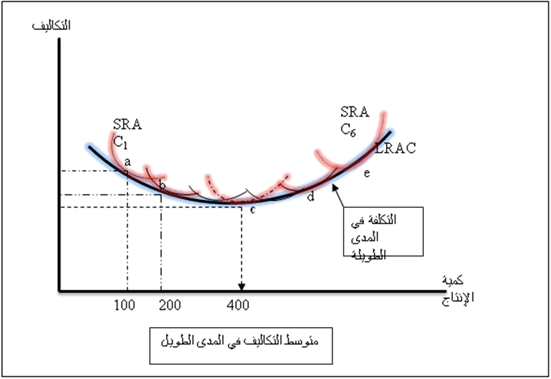 التكاليف
SRA
C1
SRA
C6
LRAC
a
b
c
d
e
التكلفة في
المدى
الطويلة
كمية
الإنتاج
100 200 400
متوسط التكاليف في المدى الطويل